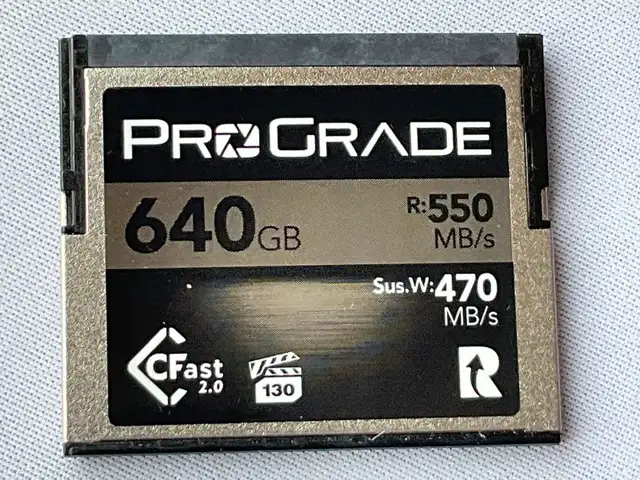 PROGRADE
640GB
R:550
MB/s
Sus.W:470
MB/s
CFast
2.0
130
R